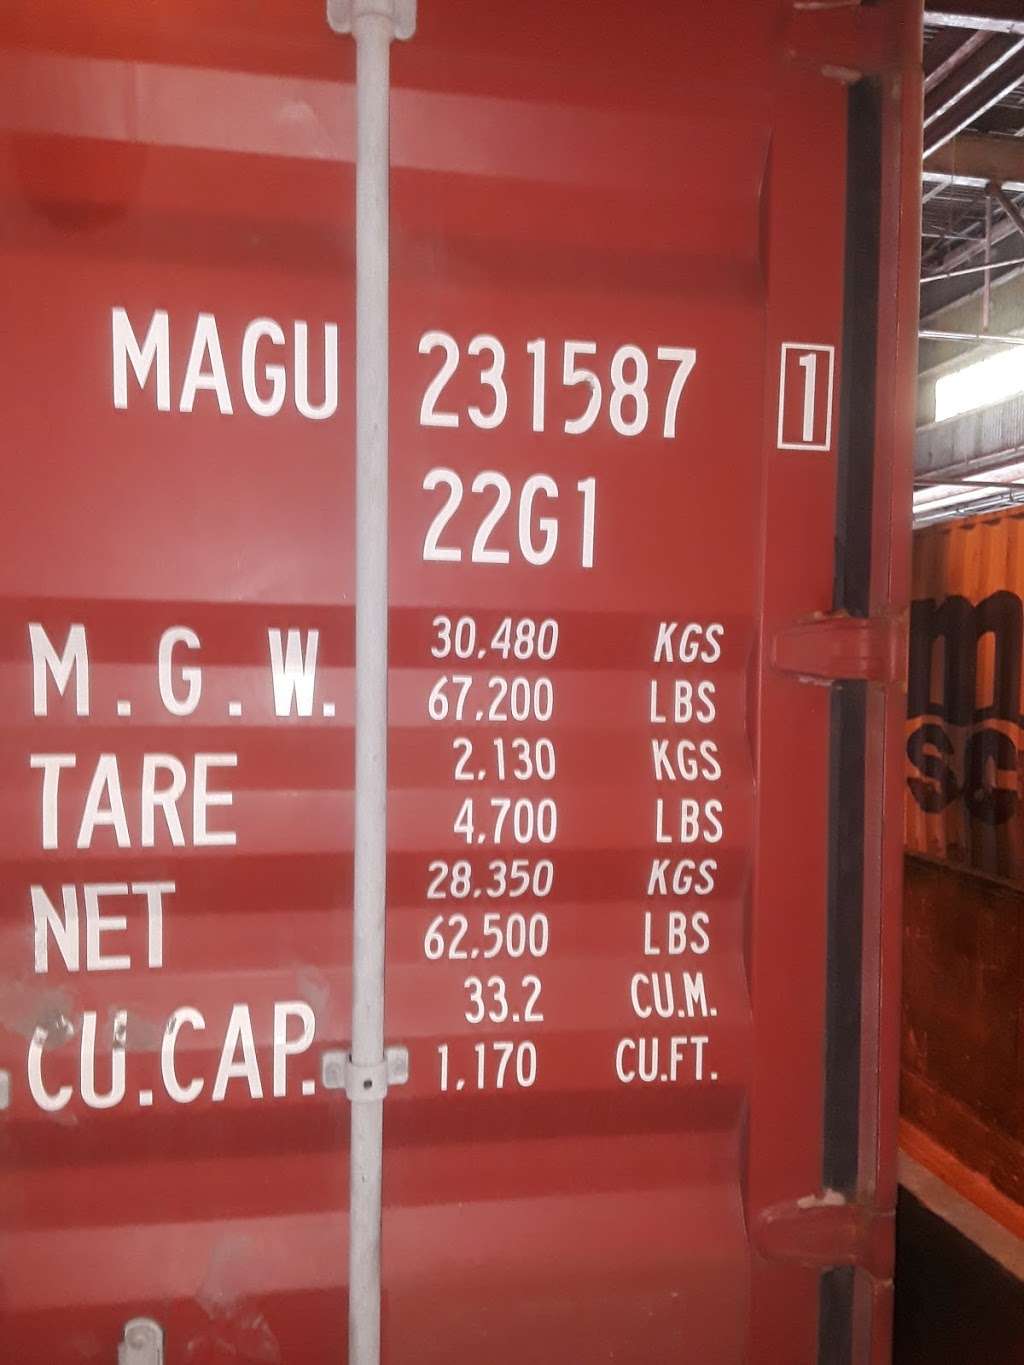 MAGU 231587 1
22G1
M.G.W. 30,480 KGS
67,200 LBS
TARE 2,130 KGS
4,700 LBS
NET 28,350 KGS
62,500 LBS
CU.CAP. 33.2 CU.M.
1,170 CU.FT.
m
sc